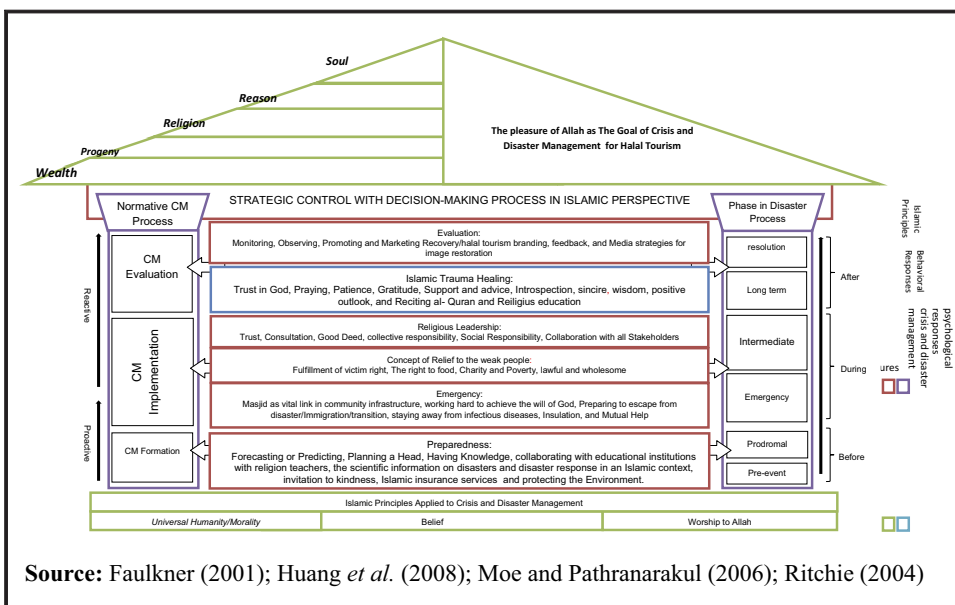 Soul
Reason
Religion
Progeny
Wealth
The pleasure of Allah as The Goal of Crisis and
Disaster Management for Halal Tourism
STRATEGIC CONTROL WITH DECISION-MAKING PROCESS IN ISLAMIC PERSPECTIVE
Normative CM
Process
Phase in Disaster
Process
Islamic
Principles
Behavioral
Responses
psychological
responses
crisis and disaster
management
ures
Reactive
Proactive
CM
Evaluation
CM
Implementation
CM Formation
Evaluation:
Monitoring, Observing, Promoting and Marketing Recovery/halal tourism branding, feedback, and Media strategies for
image restoration
Islamic Trauma Healing:
Trust in God, Praying, Patience, Gratitude, Support and advice, Introspection, sincire, wisdom, positive
outlook, and Reciting al- Quran and Reiligius education
Religious Leadership:
Trust, Consultation, Good Deed, collective responsibility, Social Responsibility, Collaboration with all Stakeholders
Concept of Relief to the weak people:
Fulfillment of victim right, The right to food, Charity and Poverty, lawful and wholesome
Emergency:
Masjid as vital link in community infrastructure, working hard to achieve the will of God, Preparing to escape from
disaster/Immigration/transition, staying away from infectious diseases, Insulation, and Mutual Help
Preparedness:
Forecasting or Predicting, Planning a Head, Having Knowledge, collaborating with educational institutions
with religion teachers, the scientific information on disasters and disaster response in an Islamic context,
invitation to kindness, Islamic insurance services and protecting the Environment.
resolution
Long term
Intermediate
Emergency
Prodromal
Pre-event
After
During
Before
Islamic Principles Applied to Crisis and Disaster Management
Universal Humanity/Morality
Belief
Worship to Allah
Source: Faulkner (2001); Huang et al. (2008); Moe and Pathranarakul (2006); Ritchie (2004)